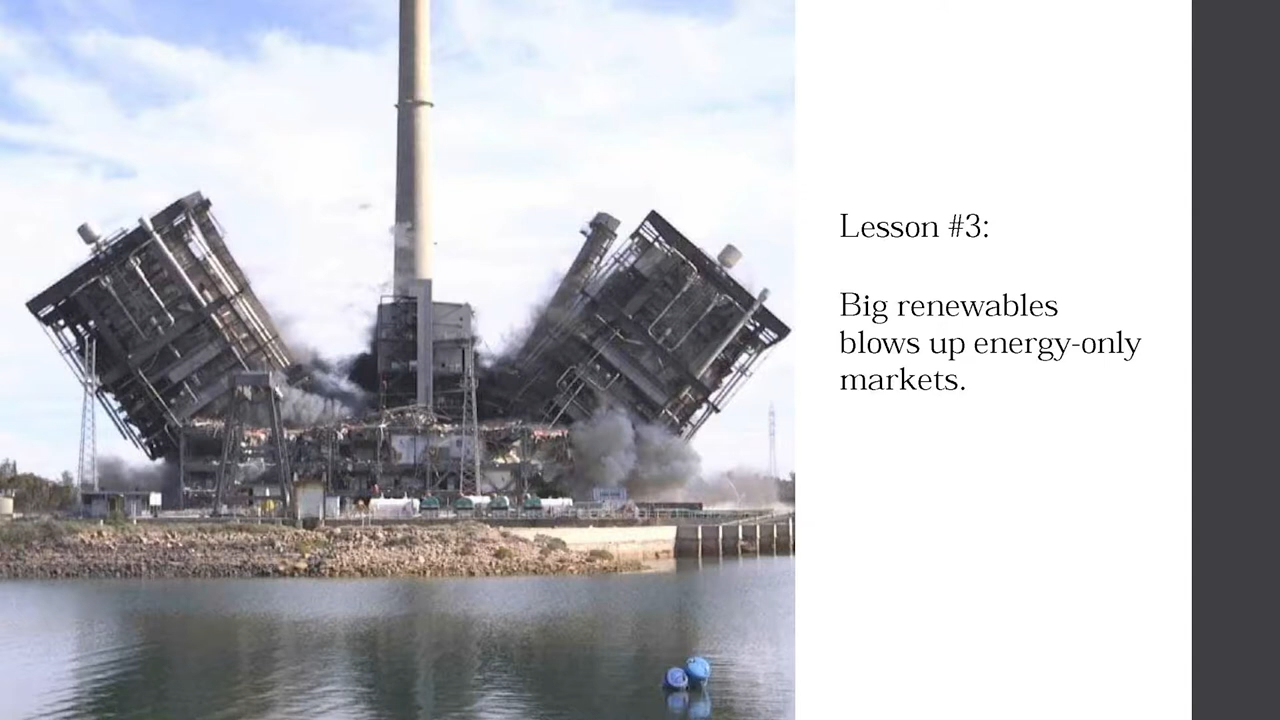 Lesson #3:
Big renewables
blows up energy-only
markets.